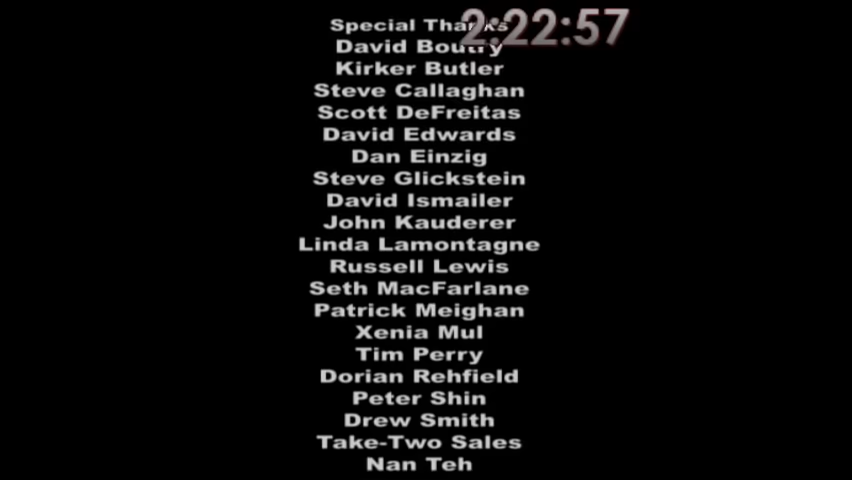 Special Thanks
2:22:57
David Boutry
Kirker Butler
Steve Callaghan
Scott DeFreitas
David Edwards
Dan Einzig
Steve Glickstein
David Ismailer
John Kauderer
Linda Lamontagne
Russell Lewis
Seth MacFarlane
Patrick Meighan
Xenia Mul
Tim Perry
Dorian Rehfield
Peter Shin
Drew Smith
Take-Two Sales
Nan Teh